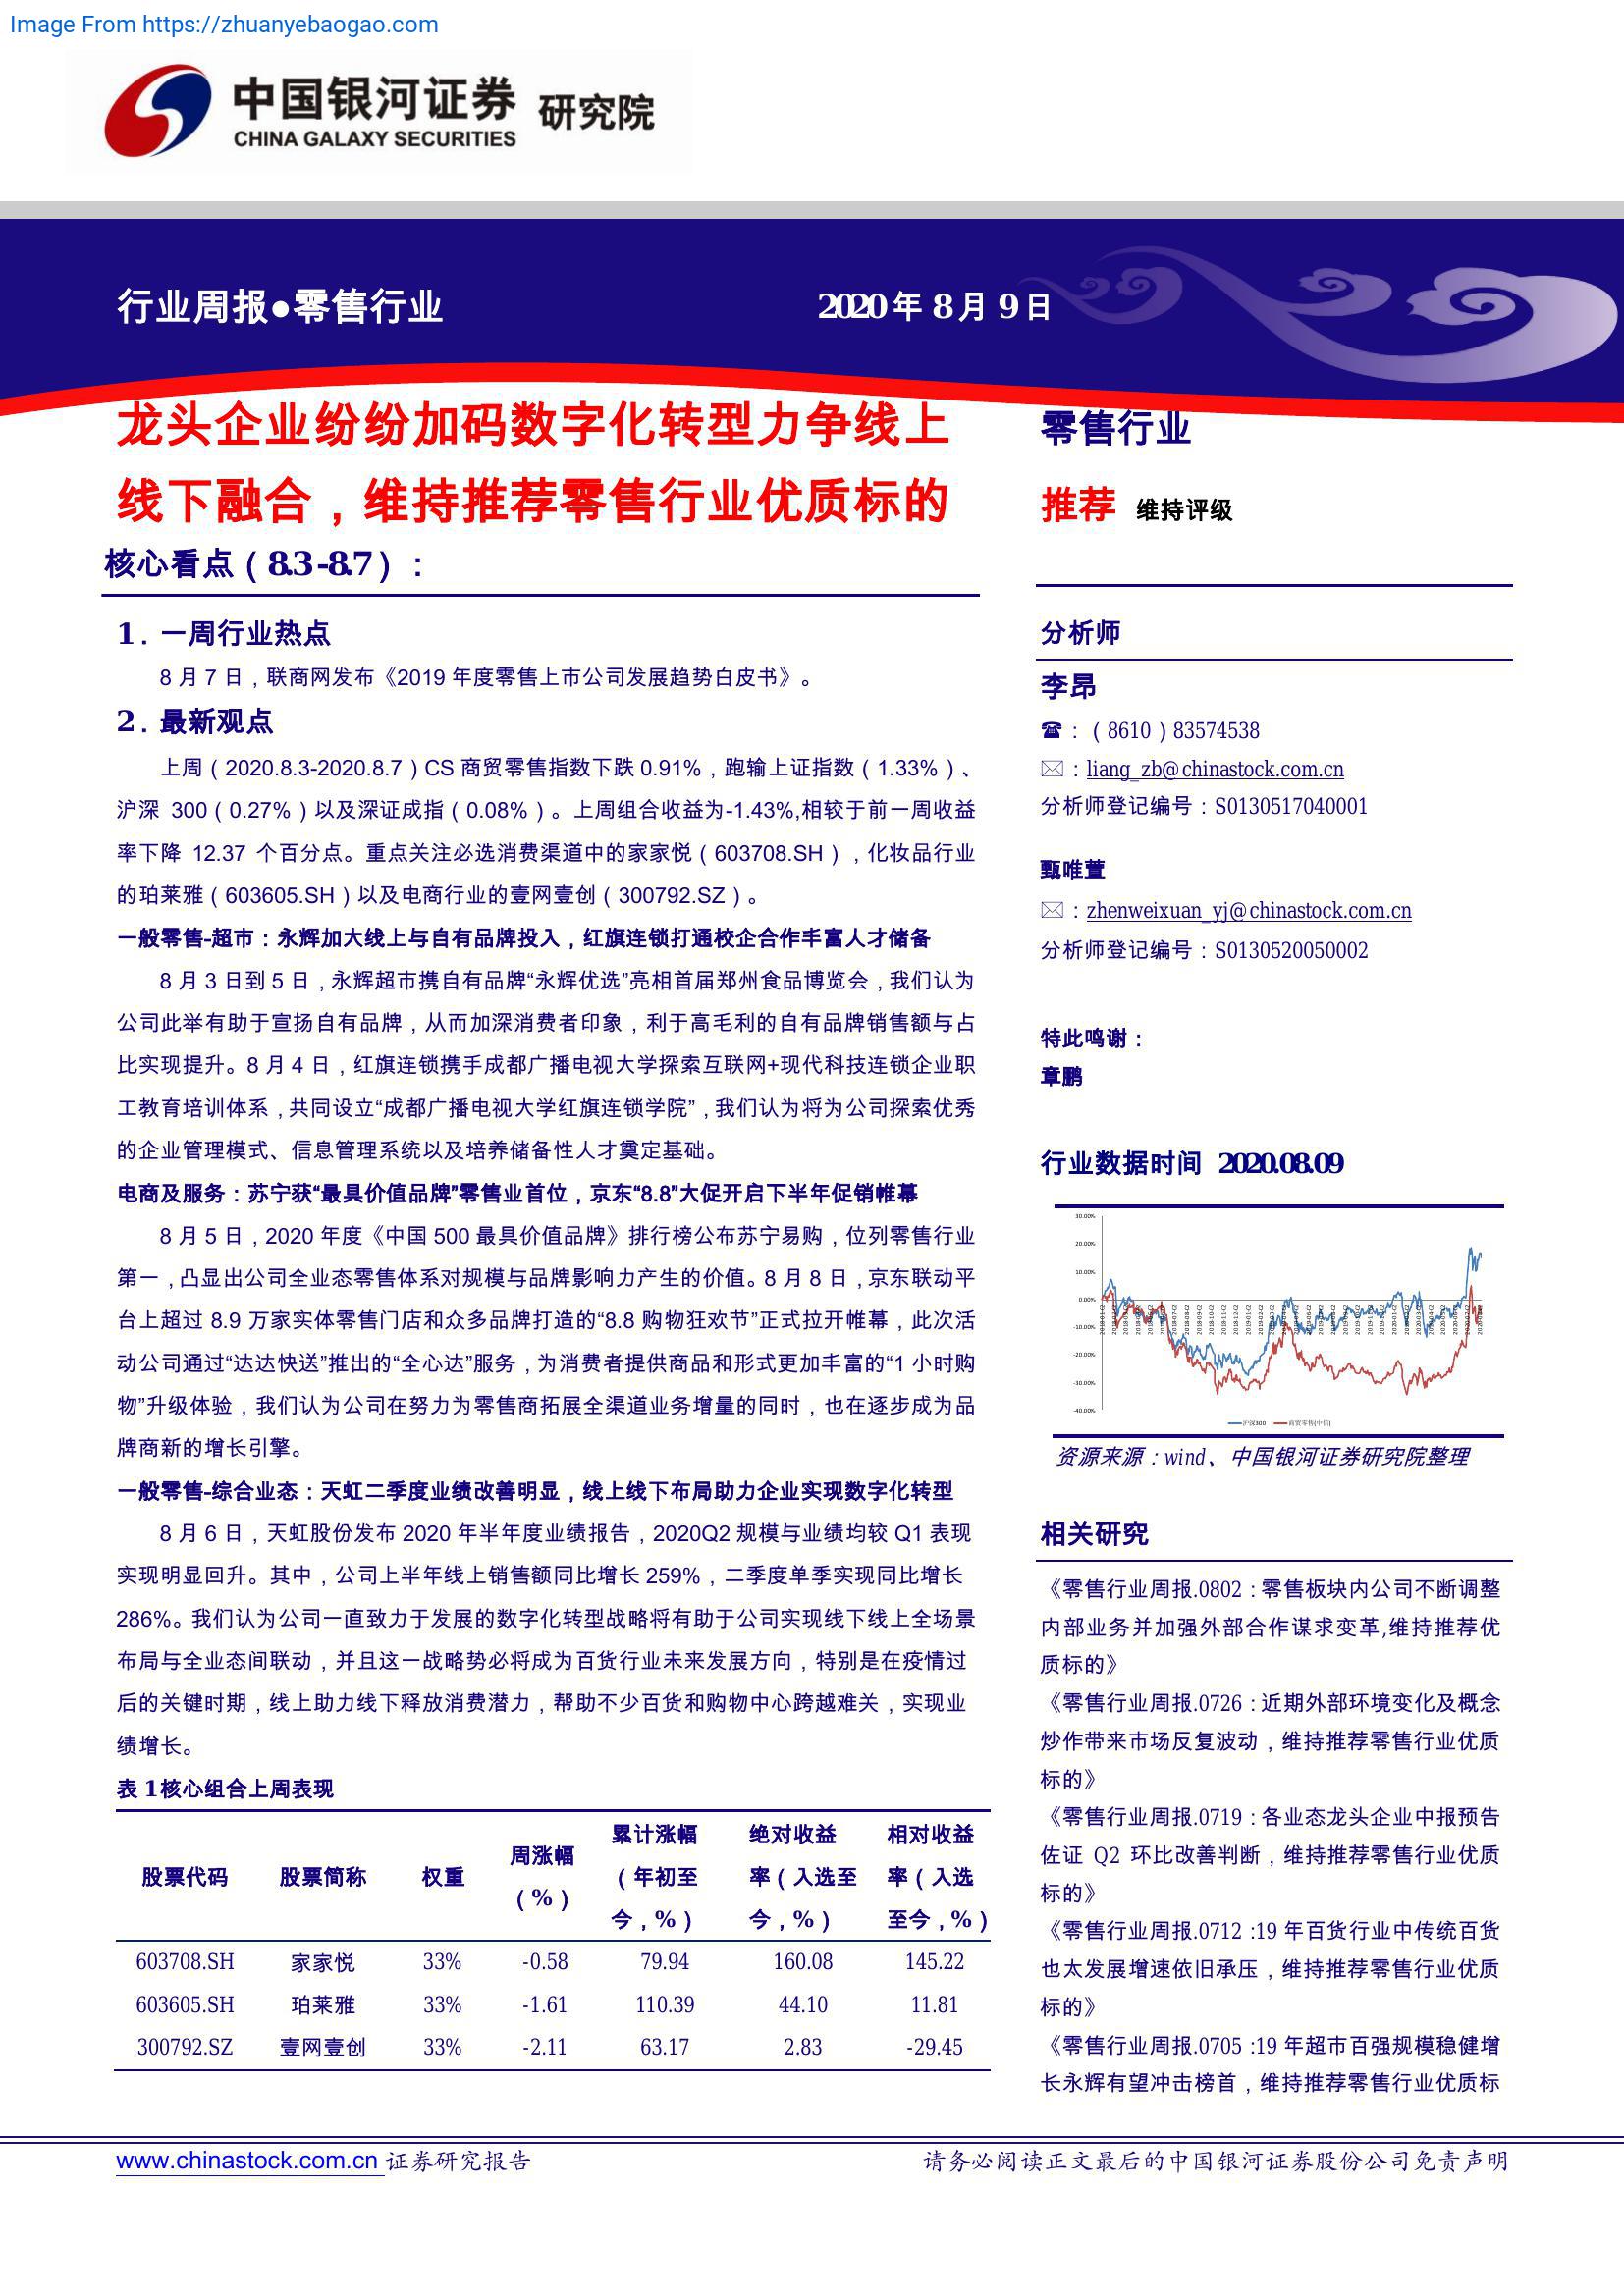 Image From https://zhuanyebaogao.com
中国银河证券 研究院
CHINA GALAXY SECURITIES
行业周报●零售行业
2020 年 8 月 9 日
龙头企业纷纷加码数字化转型力争线上
线下融合，维持推荐零售行业优质标的
核心看点（8.3-8.7）：
1. 一周行业热点
8 月 7 日，联商网发布《2019 年度零售上市公司发展趋势白皮书》。
2. 最新观点
上周（2020.8.3-2020.8.7）CS 商贸零售指数下跌 0.91%，跑输上证指数（1.33%）、
沪深 300（0.27%）以及深证成指（0.08%）。上周组合收益为-1.43%,相较于前一周收益
率下降 12.37 个百分点。重点关注必选消费渠道中的家家悦（603708.SH），化妆品行业
的珀莱雅（603605.SH）以及电商行业的壹网壹创（300792.SZ）。
一般零售-超市：永辉加大线上与自有品牌投入，红旗连锁打通校企合作丰富人才储备
8 月 3 日到 5 日，永辉超市携自有品牌“永辉优选”亮相首届郑州食品博览会，我们认为
公司此举有助于宣扬自有品牌，从而加深消费者印象，利于高毛利的自有品牌销售额与占
比实现提升。8 月 4 日，红旗连锁携手成都广播电视大学探索互联网+现代科技连锁企业职
工教育培训体系，共同设立“成都广播电视大学红旗连锁学院”，我们认为将为公司探索优秀
的企业管理模式、信息管理系统以及培养储备性人才奠定基础。
电商及服务：苏宁获“最具价值品牌”零售业首位，京东“8.8”大促开启下半年促销帷幕
8 月 5 日，2020 年度《中国 500 最具价值品牌》排行榜公布苏宁易购，位列零售行业
第一，凸显出公司全业态零售体系对规模与品牌影响力产生的价值。8 月 8 日，京东联动平
台上超过 8.9 万家实体零售门店和众多品牌打造的“8.8 购物狂欢节”正式拉开帷幕，此次活
动公司通过“达达快送”推出的“全心达”服务，为消费者提供商品和形式更加丰富的“1 小时购
物”升级体验，我们认为公司在努力为零售商拓展全渠道业务增量的同时，也在逐步成为品
牌商新的增长引擎。
一般零售-综合业态：天虹二季度业绩改善明显，线上线下布局助力企业实现数字化转型
8 月 6 日，天虹股份发布 2020 年半年度业绩报告，2020Q2 规模与业绩均较 Q1 表现
实现明显回升。其中，公司上半年线上销售额同比增长 259%，二季度单季实现同比增长
286%。我们认为公司一直致力于发展的数字化转型战略将有助于公司实现线下线上全场景
布局与全业态间联动，并且这一战略势必将成为百货行业未来发展方向，特别是在疫情过
后的关键时期，线上助力线下释放消费潜力，帮助不少百货和购物中心跨越难关，实现业
绩增长。
表 1 核心组合上周表现
股票代码 股票简称 权重 周涨幅（%） 累计涨幅（年初至今，%） 绝对收益率（入选至今，%） 相对收益率（入选至今，%）
603708.SH 家家悦 33% -0.58 79.94 160.08 145.22
603605.SH 珀莱雅 33% -1.61 110.39 44.10 11.81
300792.SZ 壹网壹创 33% -2.11 63.17 2.83 -29.45
零售行业
推荐 维持评级
分析师
李昂
☎：（8610）83574538
✉：liang_zb@chinastock.com.cn
分析师登记编号：S0130517040001
甄唯萱
✉：zhenweixuan_yj@chinastock.com.cn
分析师登记编号：S0130520050002
特此鸣谢：
章鹏
行业数据时间 2020.08.09
30.00%
20.00%
10.00%
0.00%
-10.00%
-20.00%
-30.00%
-40.00%
沪深300 商贸零售(中信)
资源来源：wind、中国银河证券研究院整理
相关研究
《零售行业周报.0802：零售板块内公司不断调整
内部业务并加强外部合作谋求变革,维持推荐优
质标的》
《零售行业周报.0726：近期外部环境变化及概念
炒作带来市场反复波动，维持推荐零售行业优质
标的》
《零售行业周报.0719：各业态龙头企业中报预告
佐证 Q2 环比改善判断，维持推荐零售行业优质
标的》
《零售行业周报.0712：19 年百货行业中传统百货
也太发展增速依旧承压，维持推荐零售行业优质
标的》
《零售行业周报.0705：19 年超市百强规模稳健增
长永辉有望冲击榜首，维持推荐零售行业优质标
www.chinastock.com.cn 证券研究报告
请务必阅读正文最后的中国银河证券股份公司免责声明